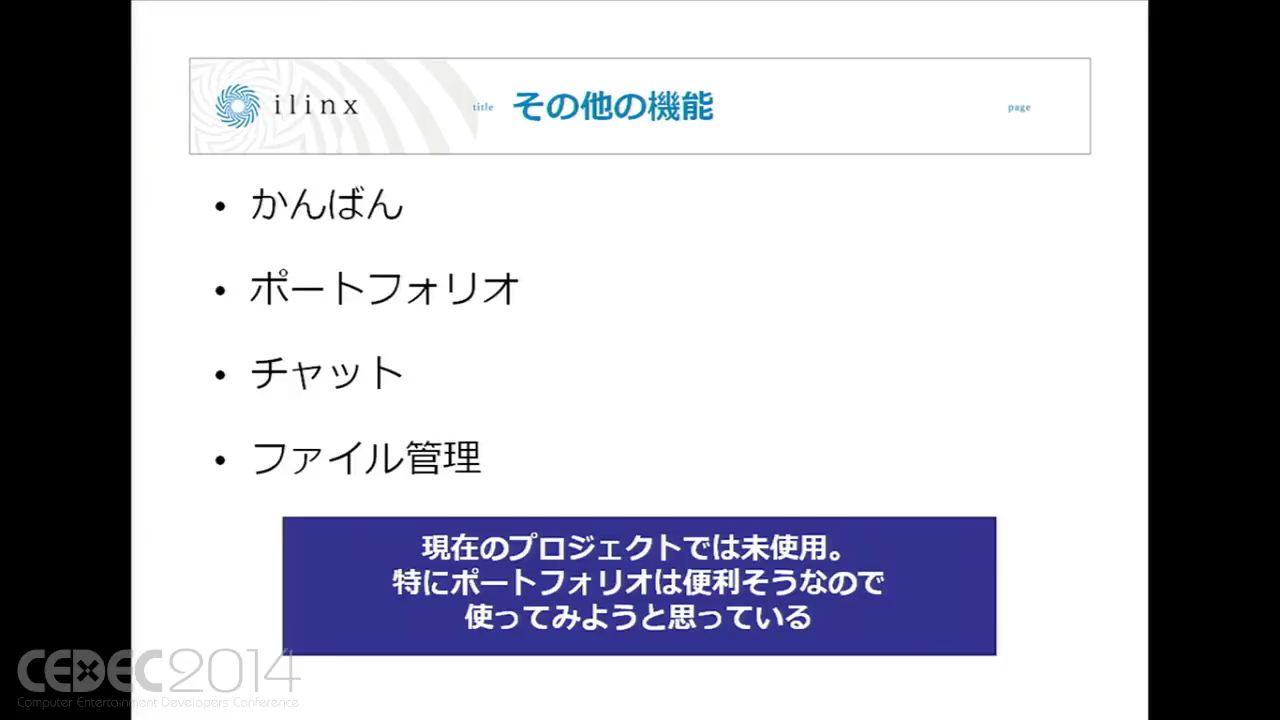 ilinx
title その他の機能 page
• かんばん
• ポートフォリオ
• チャット
• ファイル管理
現在のプロジェクトでは未使用。
特にポートフォリオは便利そうなので
使ってみようと思っている
CEDEC2014
Computer Entertainment Developers Conference